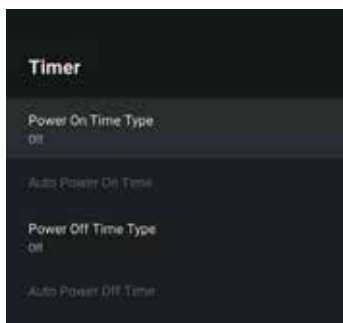 Timer
Power On Time Type
Off
Auto Power On Time
Power Off Time Type
Off
Auto Power Off Time